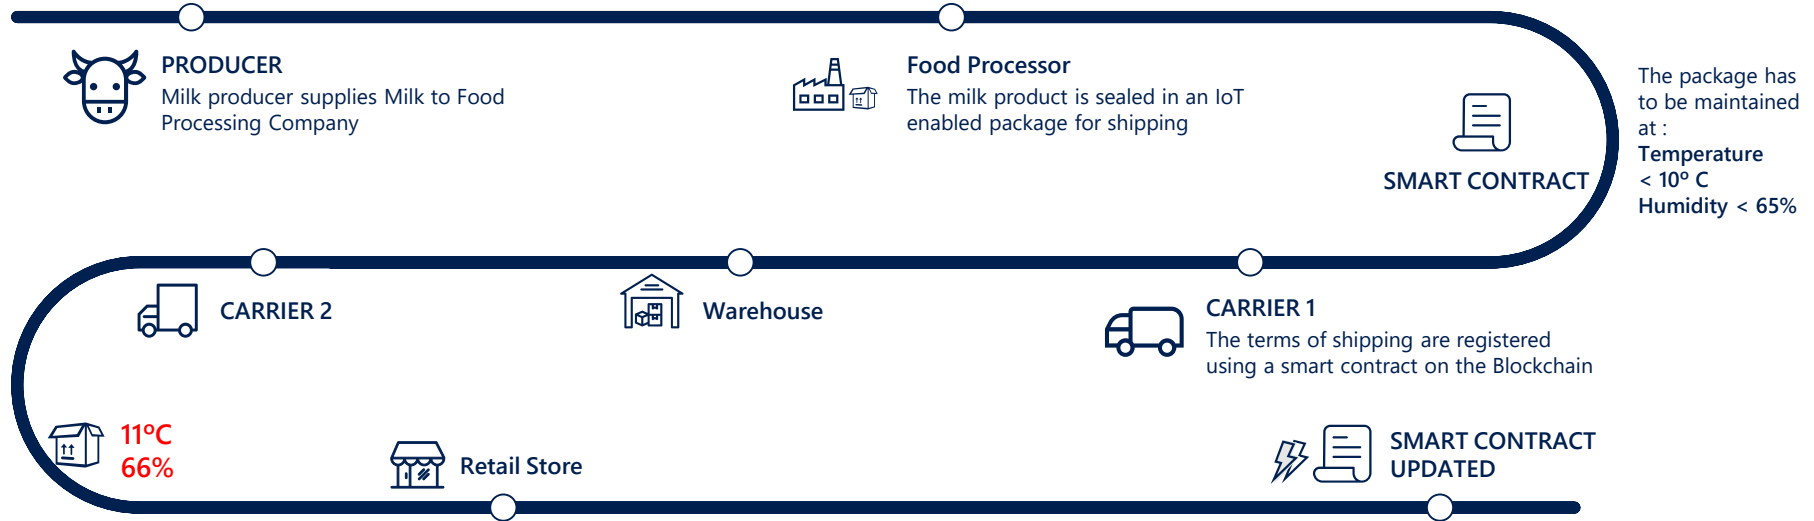 PRODUCER
Milk producer supplies Milk to Food
Processing Company
Food Processor
The milk product is sealed in an IoT
enabled package for shipping
SMART CONTRACT
The package has
to be maintained
at :
Temperature
< 10º C
Humidity < 65%
CARRIER 2
Warehouse
CARRIER 1
The terms of shipping are registered
using a smart contract on the Blockchain
11ºC
66%
Retail Store
SMART CONTRACT
UPDATED